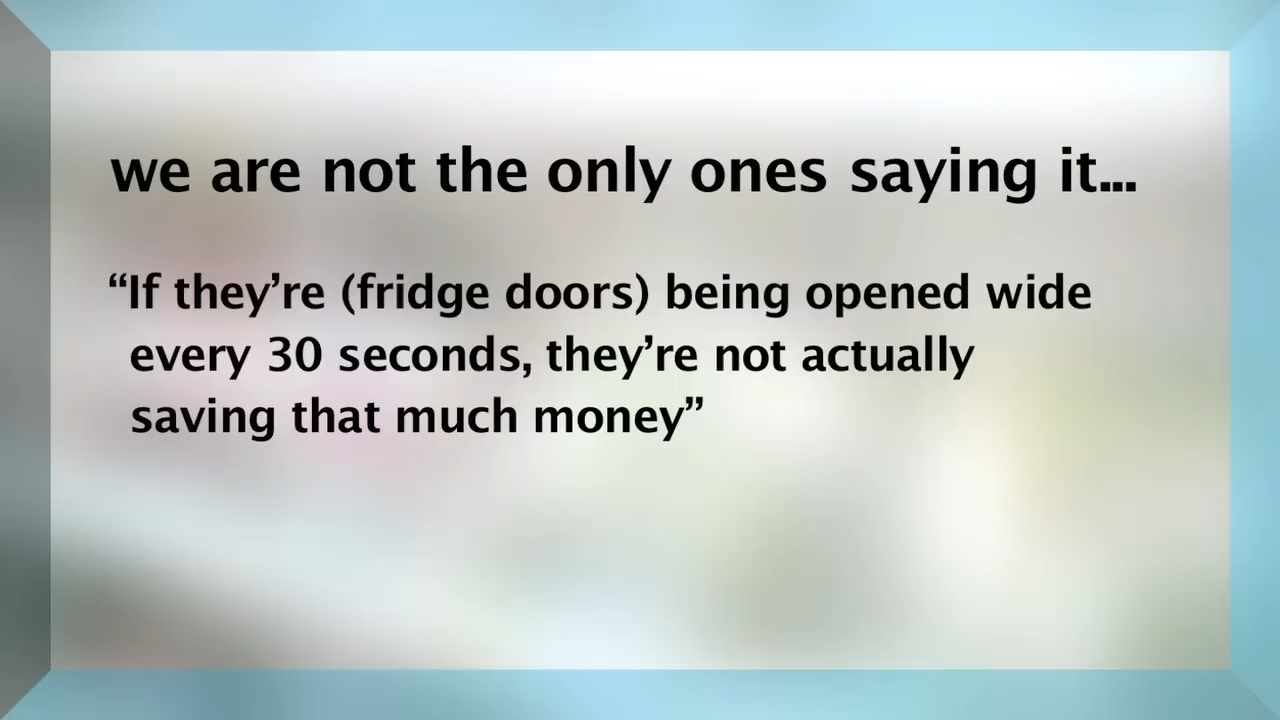 we are not the only ones saying it...
“If they’re (fridge doors) being opened wide
every 30 seconds, they’re not actually
saving that much money”